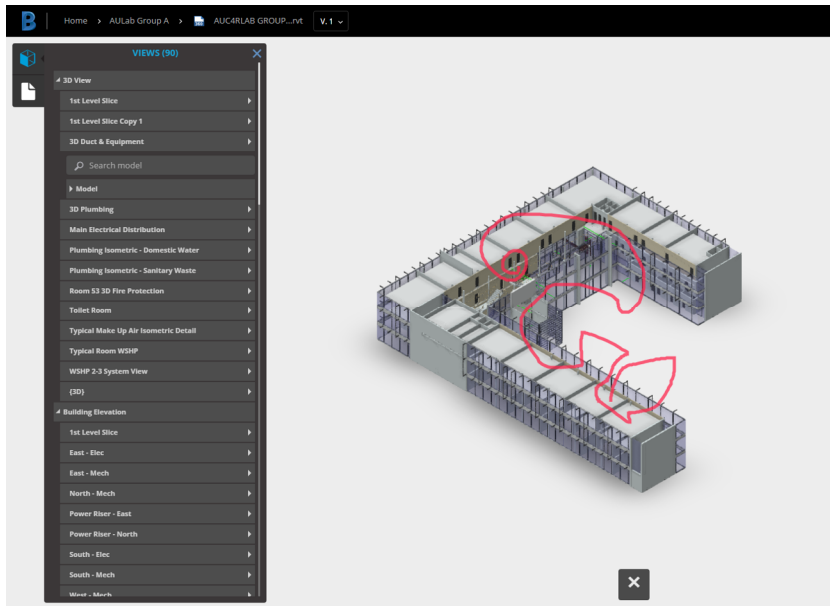 B Home > AULab Group A > AUC4RLAB GROUP...rvt V. 1
VIEWS (90)
3D View
1st Level Slice
1st Level Slice Copy 1
3D Duct & Equipment
Search model
Model
3D Plumbing
Main Electrical Distribution
Plumbing Isometric - Domestic Water
Plumbing Isometric - Sanitary Waste
Room 53 3D Fire Protection
Toilet Room
Typical Make Up Air Isometric Detail
Typical Room WSHP
WSHP 2-3 System View
{3D}
Building Elevation
1st Level Slice
East - Elec
East - Mech
North - Mech
Power Riser - East
Power Riser - North
South - Elec
South - Mech
West - Mech